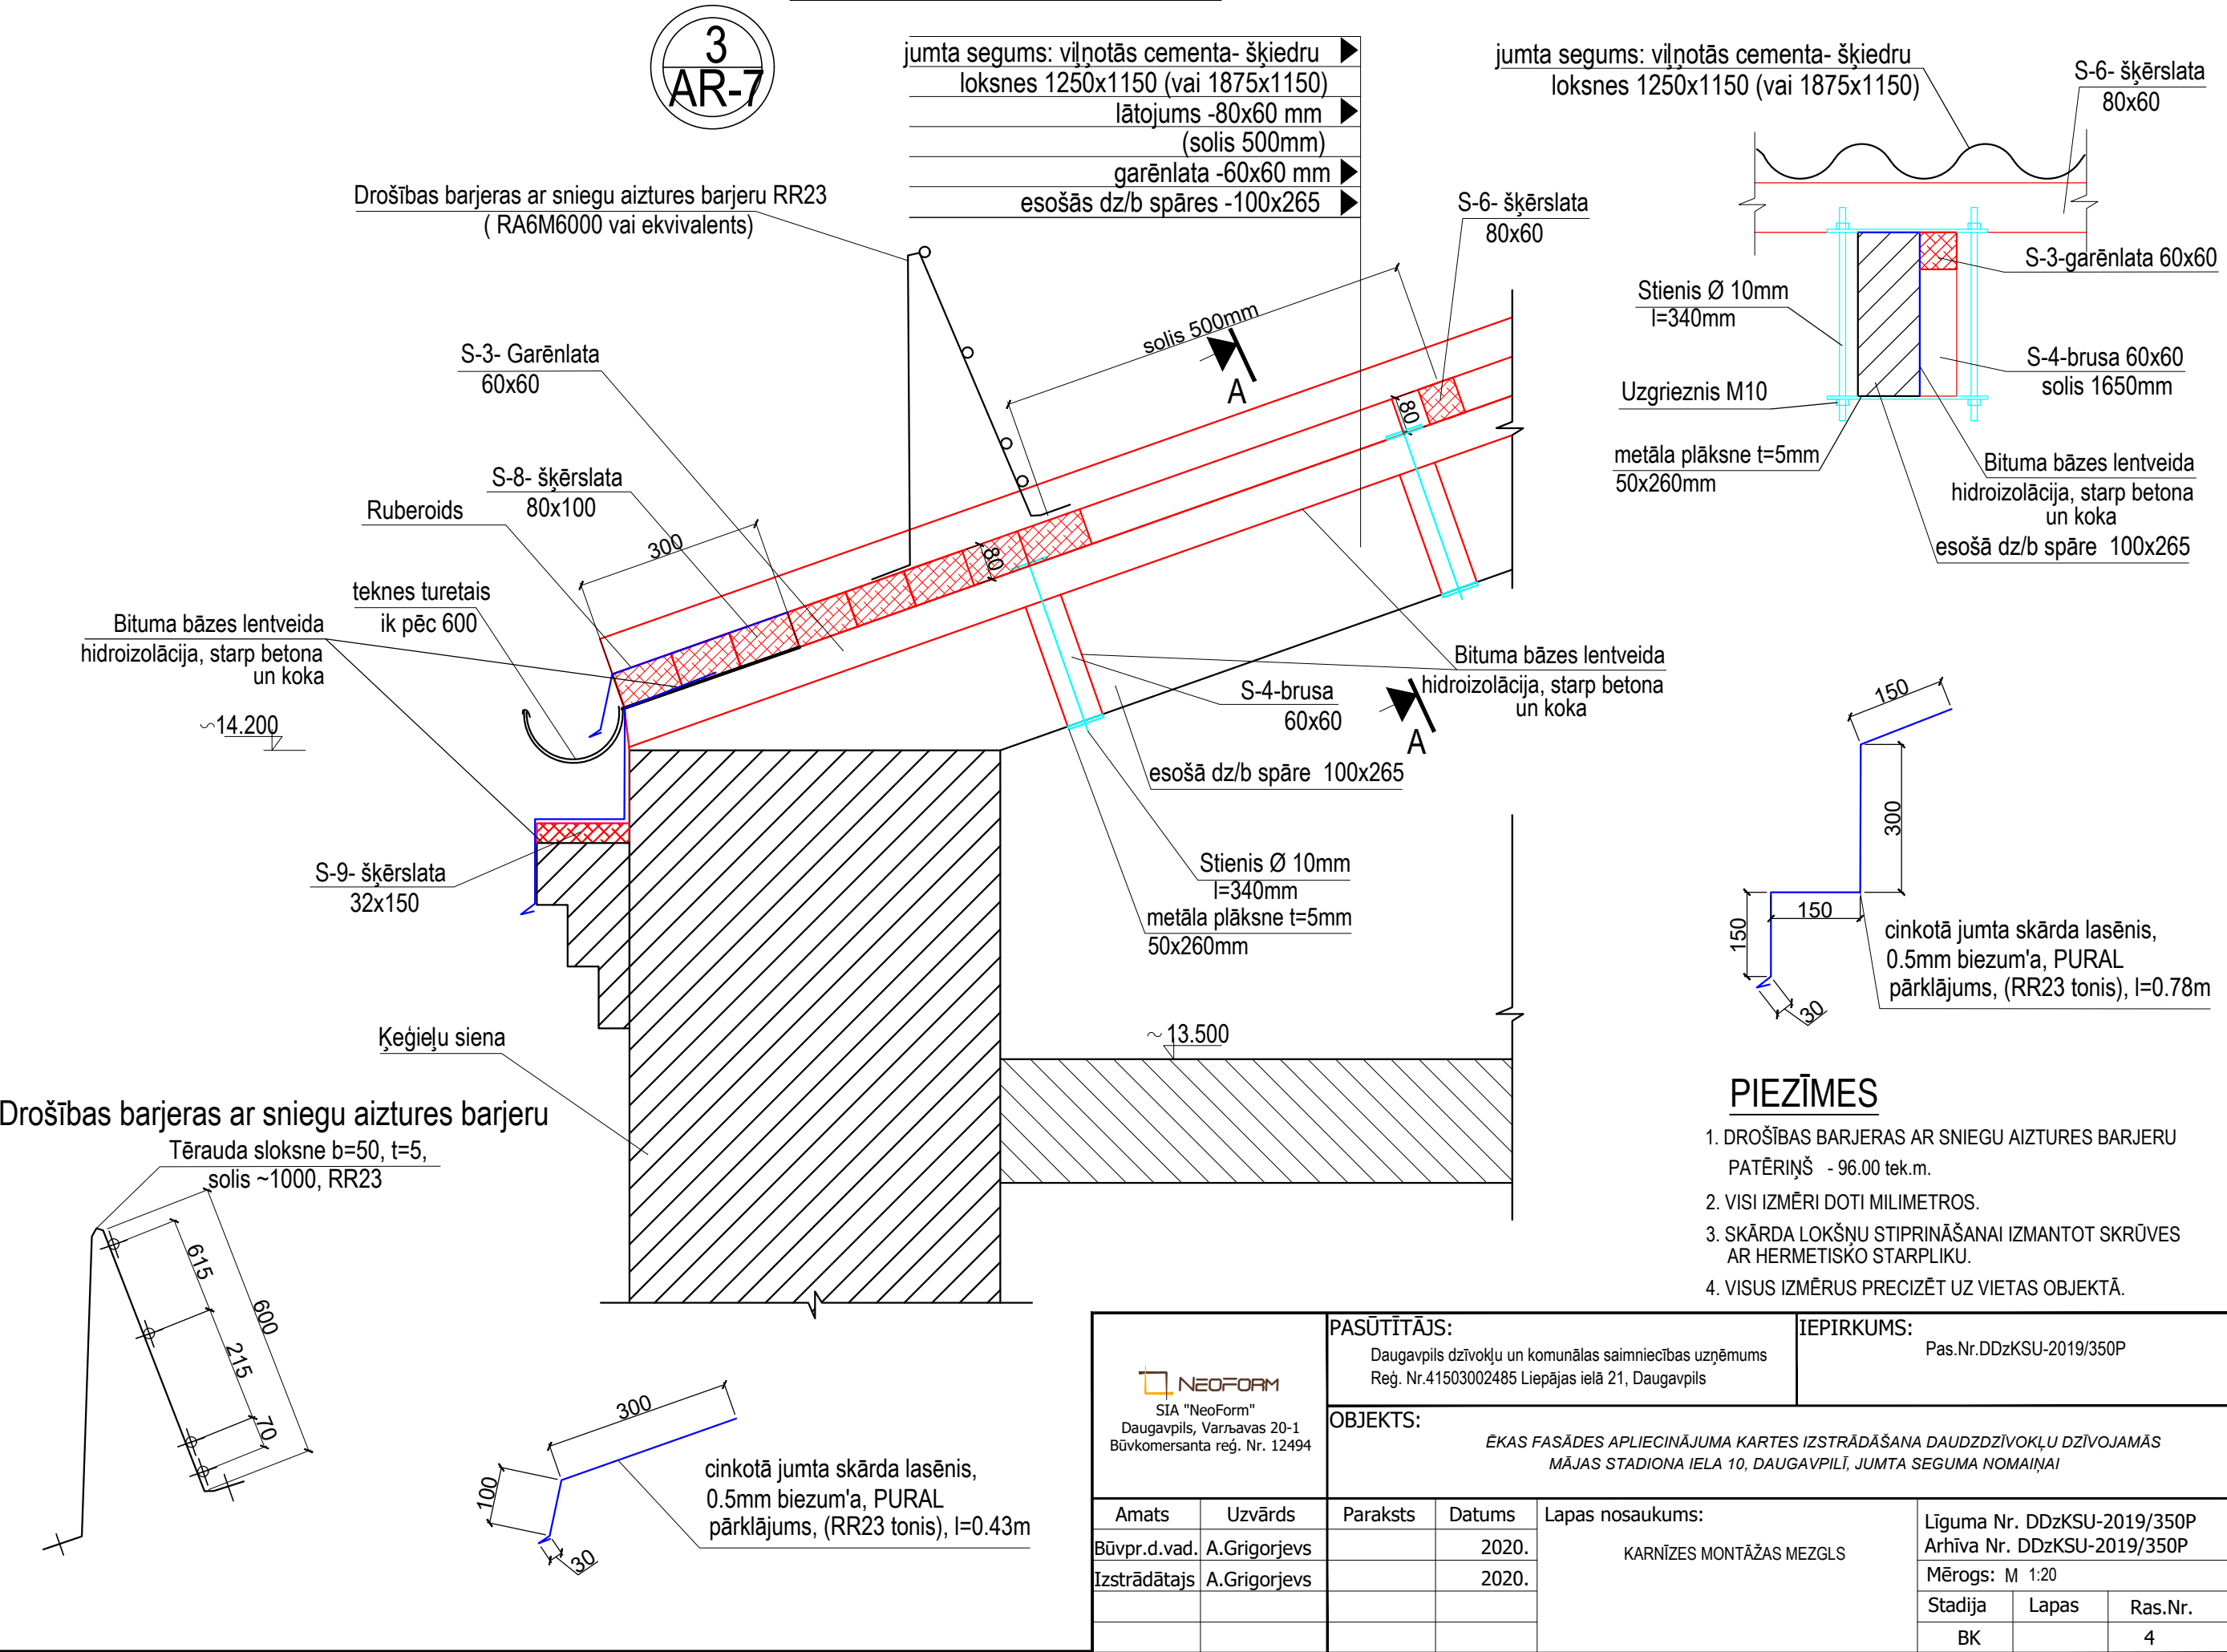 3
AR-7
jumta segums: viļņotās cementa- šķiedru
loksnes 1250x1150 (vai 1875x1150)
lātojums -80x60 mm
(solis 500mm)
garēnlata -60x60 mm
esošās dz/b spāres -100x265
jumta segums: viļņotās cementa- šķiedru
loksnes 1250x1150 (vai 1875x1150)
S-6- šķērslata
80x60
S-3-garēnlata 60x60
Stienis Ø 10mm
l=340mm
S-4-brusa 60x60
solis 1650mm
Uzgrieznis M10
metāla plāksne t=5mm
50x260mm
Bituma bāzes lentveida
hidroizolācija, starp betona
un koka
esošā dz/b spāre 100x265
Drošības barjeras ar sniegu aiztures barjeru RR23
( RA6M6000 vai ekvivalents)
S-6- šķērslata
80x60
solis 500mm
A
80
S-3- Garēnlata
60x60
S-8- šķērslata
80x100
Ruberoids
300
80
teknes turetais
ik pēc 600
Bituma bāzes lentveida
hidroizolācija, starp betona
un koka
~14.200
Bituma bāzes lentveida
hidroizolācija, starp betona
un koka
S-4-brusa
60x60
A
esošā dz/b spāre 100x265
S-9- šķērslata
32x150
Stienis Ø 10mm
l=340mm
metāla plāksne t=5mm
50x260mm
150
300
150
150
30
cinkotā jumta skārda lasēnis,
0.5mm biezum'a, PURAL
pārklājums, (RR23 tonis), l=0.78m
Ķeģieļu siena
~13.500
Drošības barjeras ar sniegu aiztures barjeru
Tērauda sloksne b=50, t=5,
solis ~1000, RR23
615
600
215
70
300
100
30
cinkotā jumta skārda lasēnis,
0.5mm biezum'a, PURAL
pārklājums, (RR23 tonis), l=0.43m
PIEZĪMES
1. DROŠĪBAS BARJERAS AR SNIEGU AIZTURES BARJERU
PATĒRIŅŠ - 96.00 tek.m.
2. VISI IZMĒRI DOTI MILIMETROS.
3. SKĀRDA LOKŠŅU STIPRINĀŠANAI IZMANTOT SKRŪVES
AR HERMETISKO STARPLIKU.
4. VISUS IZMĒRUS PRECIZĒT UZ VIETAS OBJEKTĀ.
NEOFORM
SIA "NeoForm"
Daugavpils, Varљavas 20-1
Būvkomersanta reģ. Nr. 12494
PASŪTĪTĀJS:
Daugavpils dzīvokļu un komunālas saimniecības uzņēmums
Reģ. Nr.41503002485 Liepājas ielā 21, Daugavpils
IEPIRKUMS:
Pas.Nr.DDzKSU-2019/350P
OBJEKTS:
ĒKAS FASĀDES APLIECINĀJUMA KARTES IZSTRĀDĀŠANA DAUDZDZĪVOKĻU DZĪVOJAMĀS
MĀJAS STADIONA IELA 10, DAUGAVPILĪ, JUMTA SEGUMA NOMAIŅAI
Amats Uzvārds Paraksts Datums
Būvpr.d.vad. A.Grigorjevs 2020.
Izstrādātajs A.Grigorjevs 2020.
Lapas nosaukums:
KARNĪZES MONTĀŽAS MEZGLS
Līguma Nr. DDzKSU-2019/350P
Arhīva Nr. DDzKSU-2019/350P
Mērogs: M 1:20
Stadija Lapas Ras.Nr.
BK 4